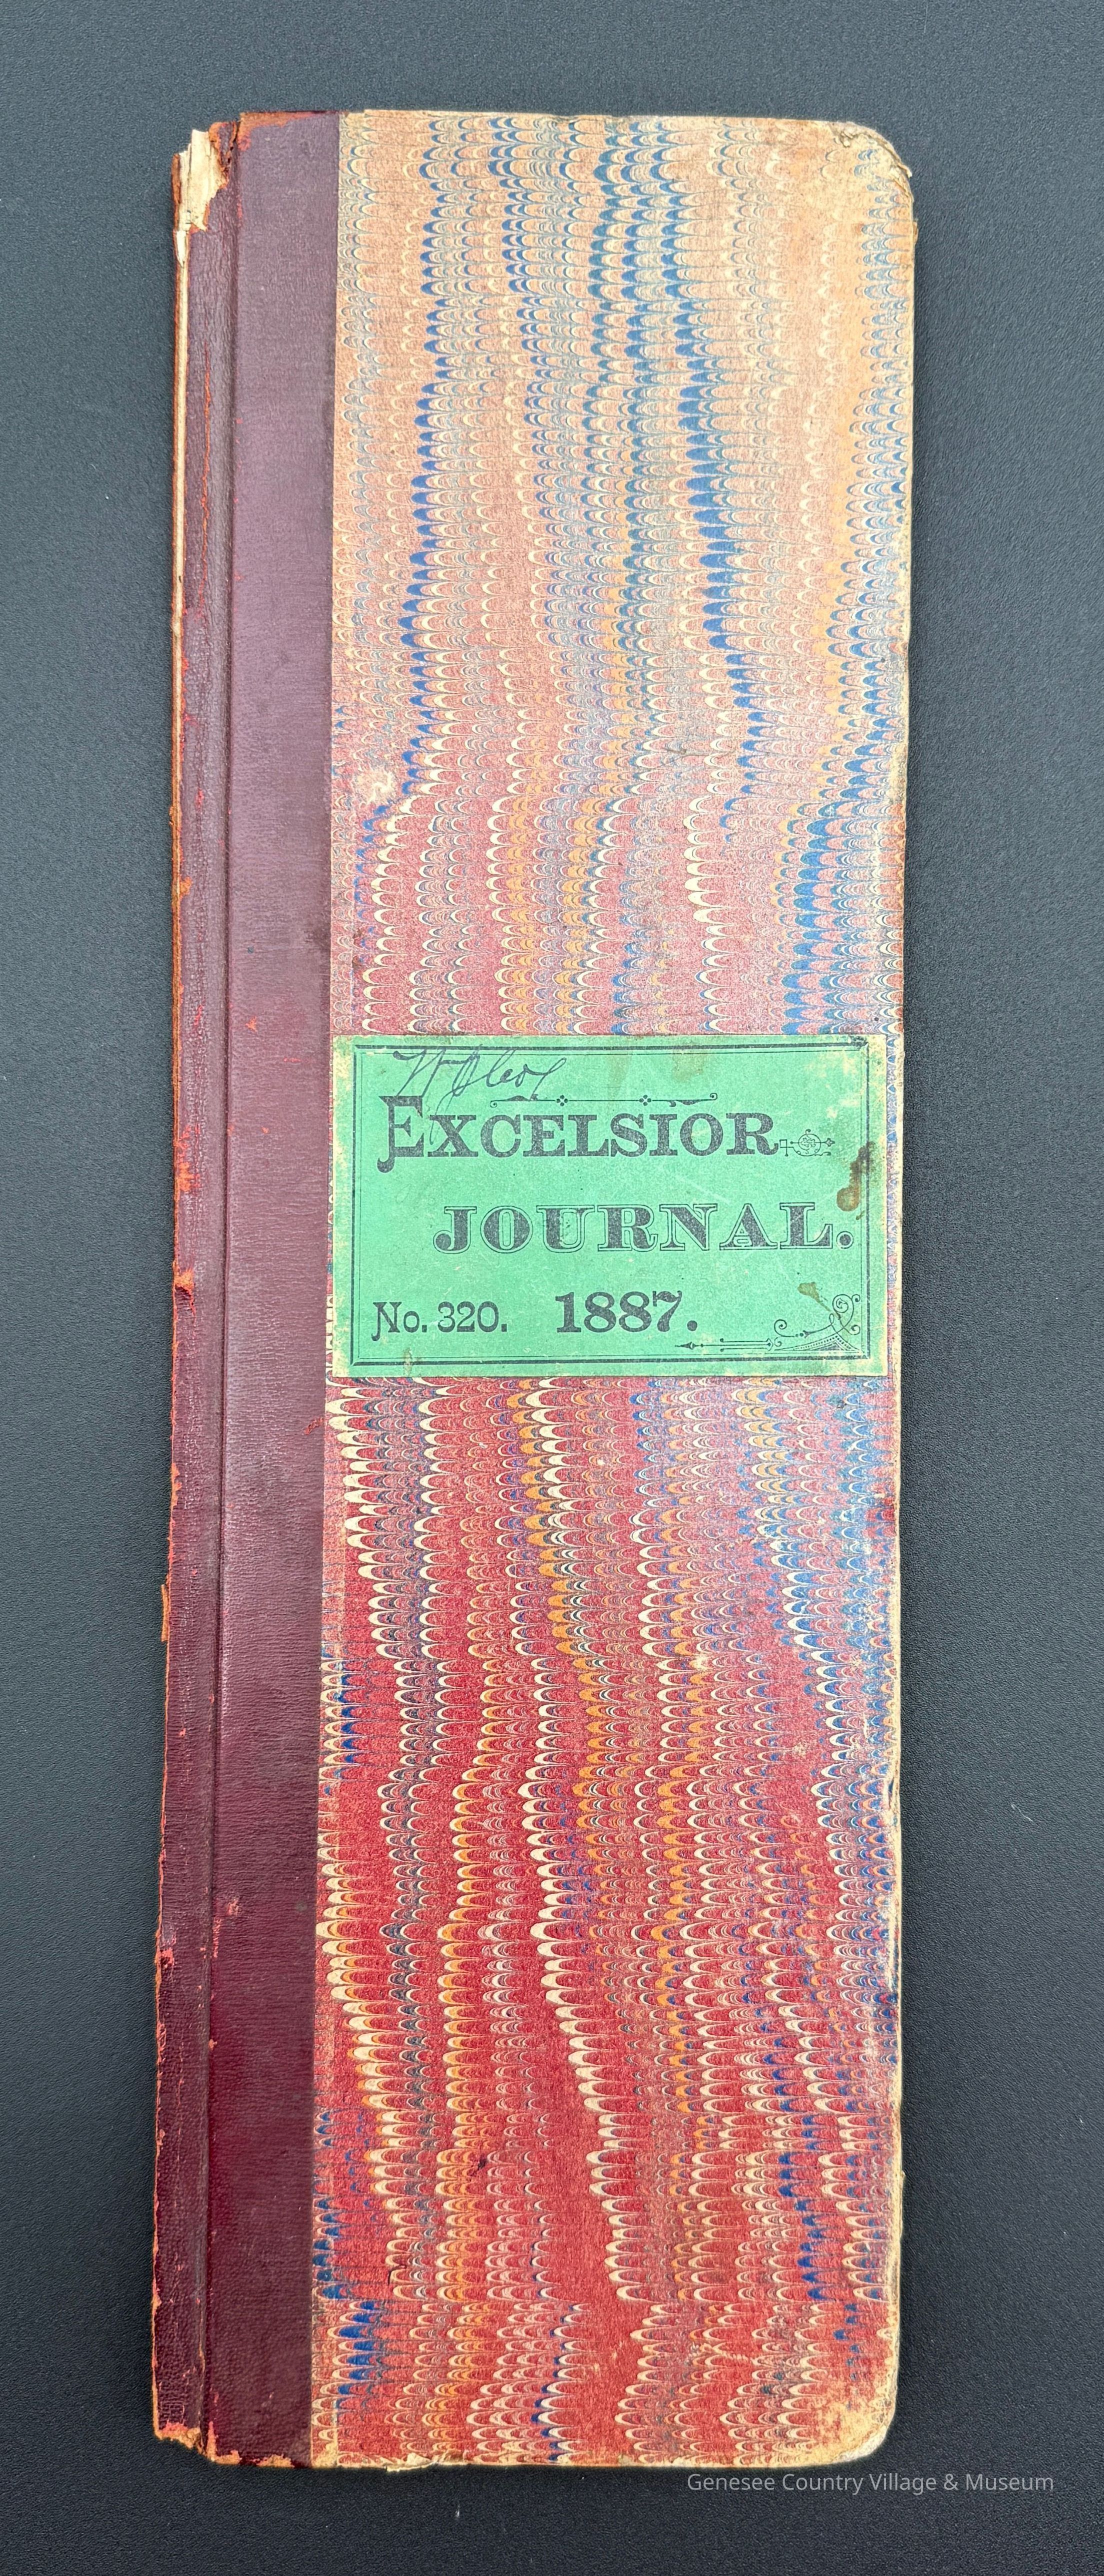 EXCELSIOR
JOURNAL.
No. 320. 1887.
Genesee Country Village & Museum